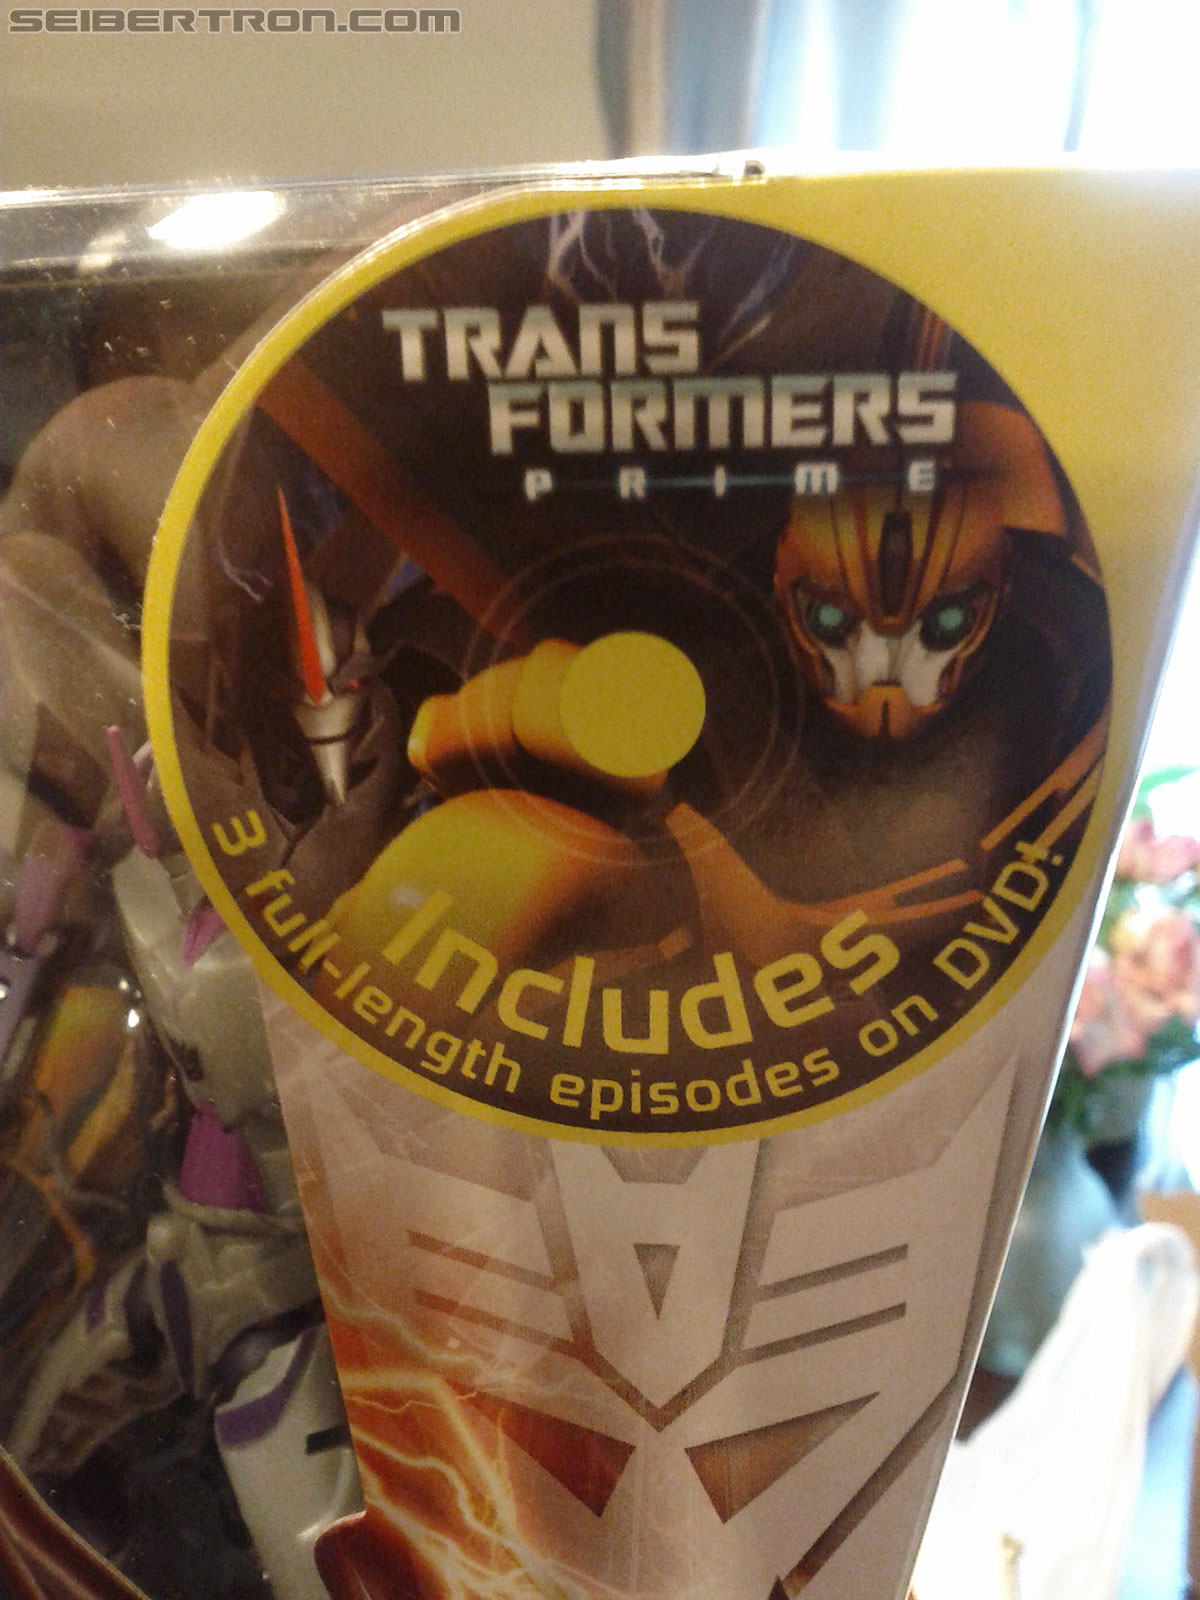 SEIBERTRON.COM
TRANS
FORMERS
PRIME
Includes
3 full-length episodes on DVD!